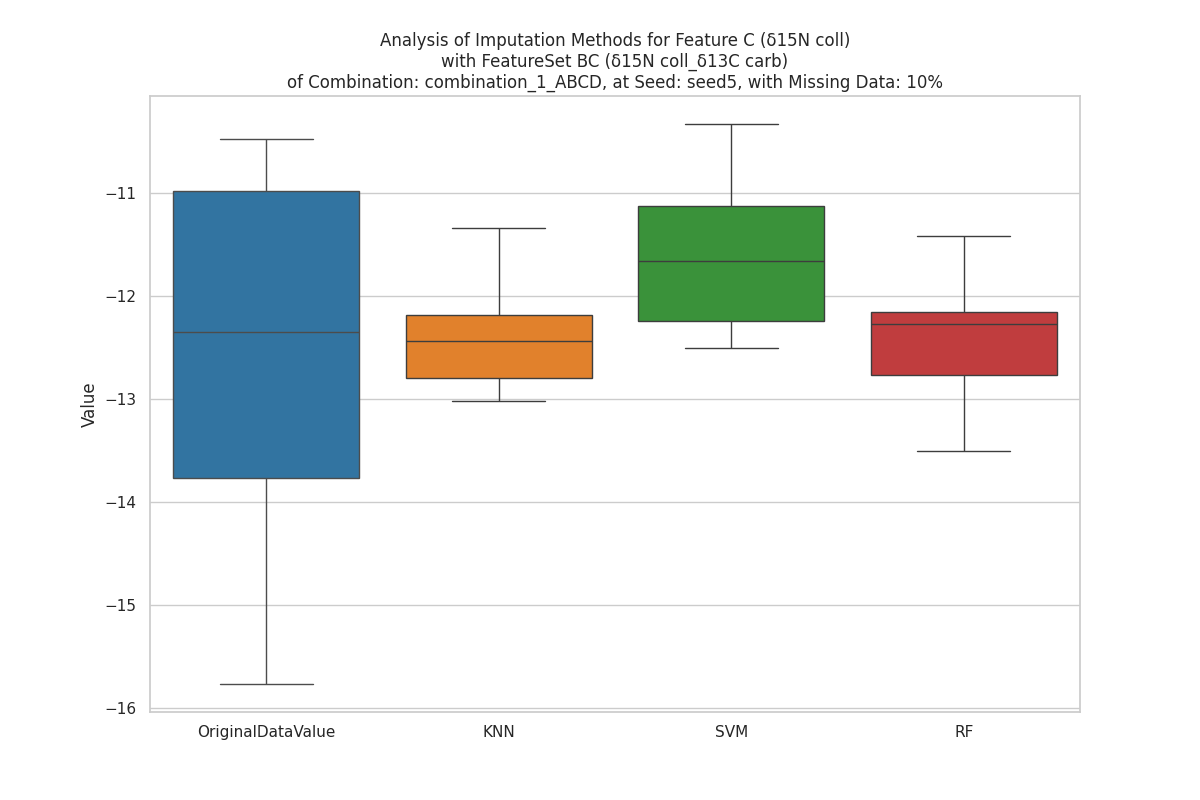 Analysis of Imputation Methods for Feature C (δ15N coll)
with FeatureSet BC (δ15N coll_δ13C carb)
of Combination: combination_1_ABCD, at Seed: seed5, with Missing Data: 10%
Value
−11
−12
−13
−14
−15
−16
OriginalDataValue
KNN
SVM
RF